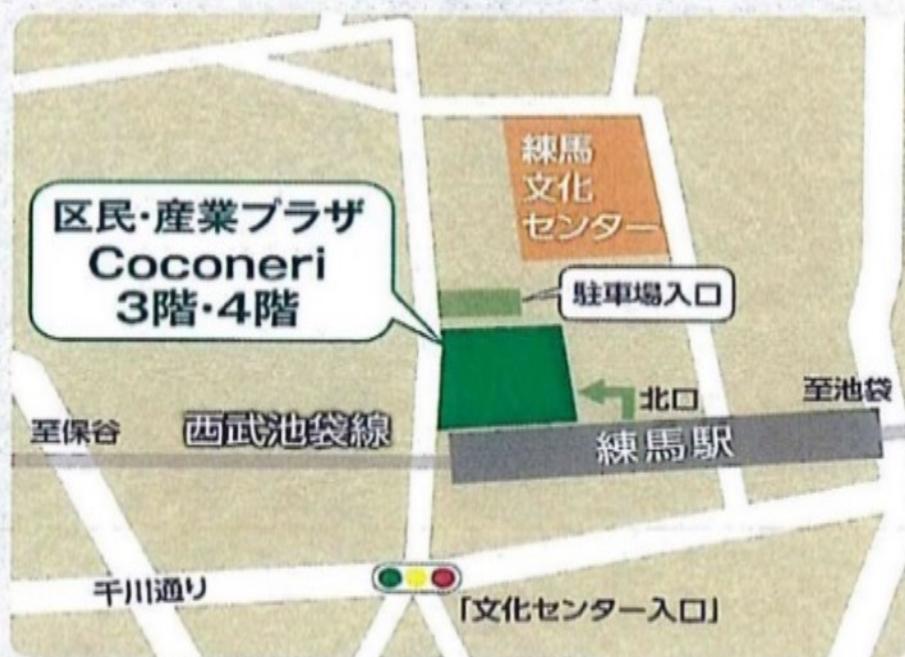 練馬
文化
センター
区民・産業プラザ
Coconeri
3階・4階
駐車場入口
北口
至池袋
至保谷
西武池袋線
練馬駅
千川通り
「文化センター入口」